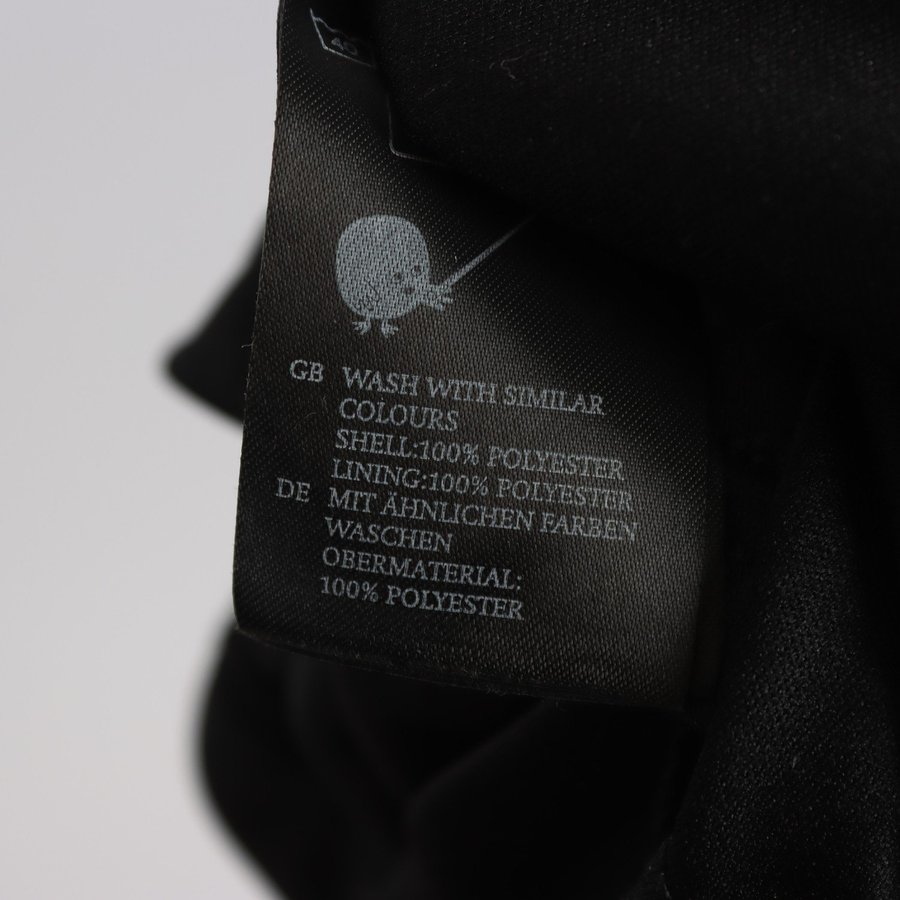 40
GB WASH WITH SIMILAR
COLOURS
SHELL:100% POLYESTER
LINING:100% POLYESTER
DE MIT ÄHNLICHEN FARBEN
WASCHEN
OBERMATERIAL:
100% POLYESTER